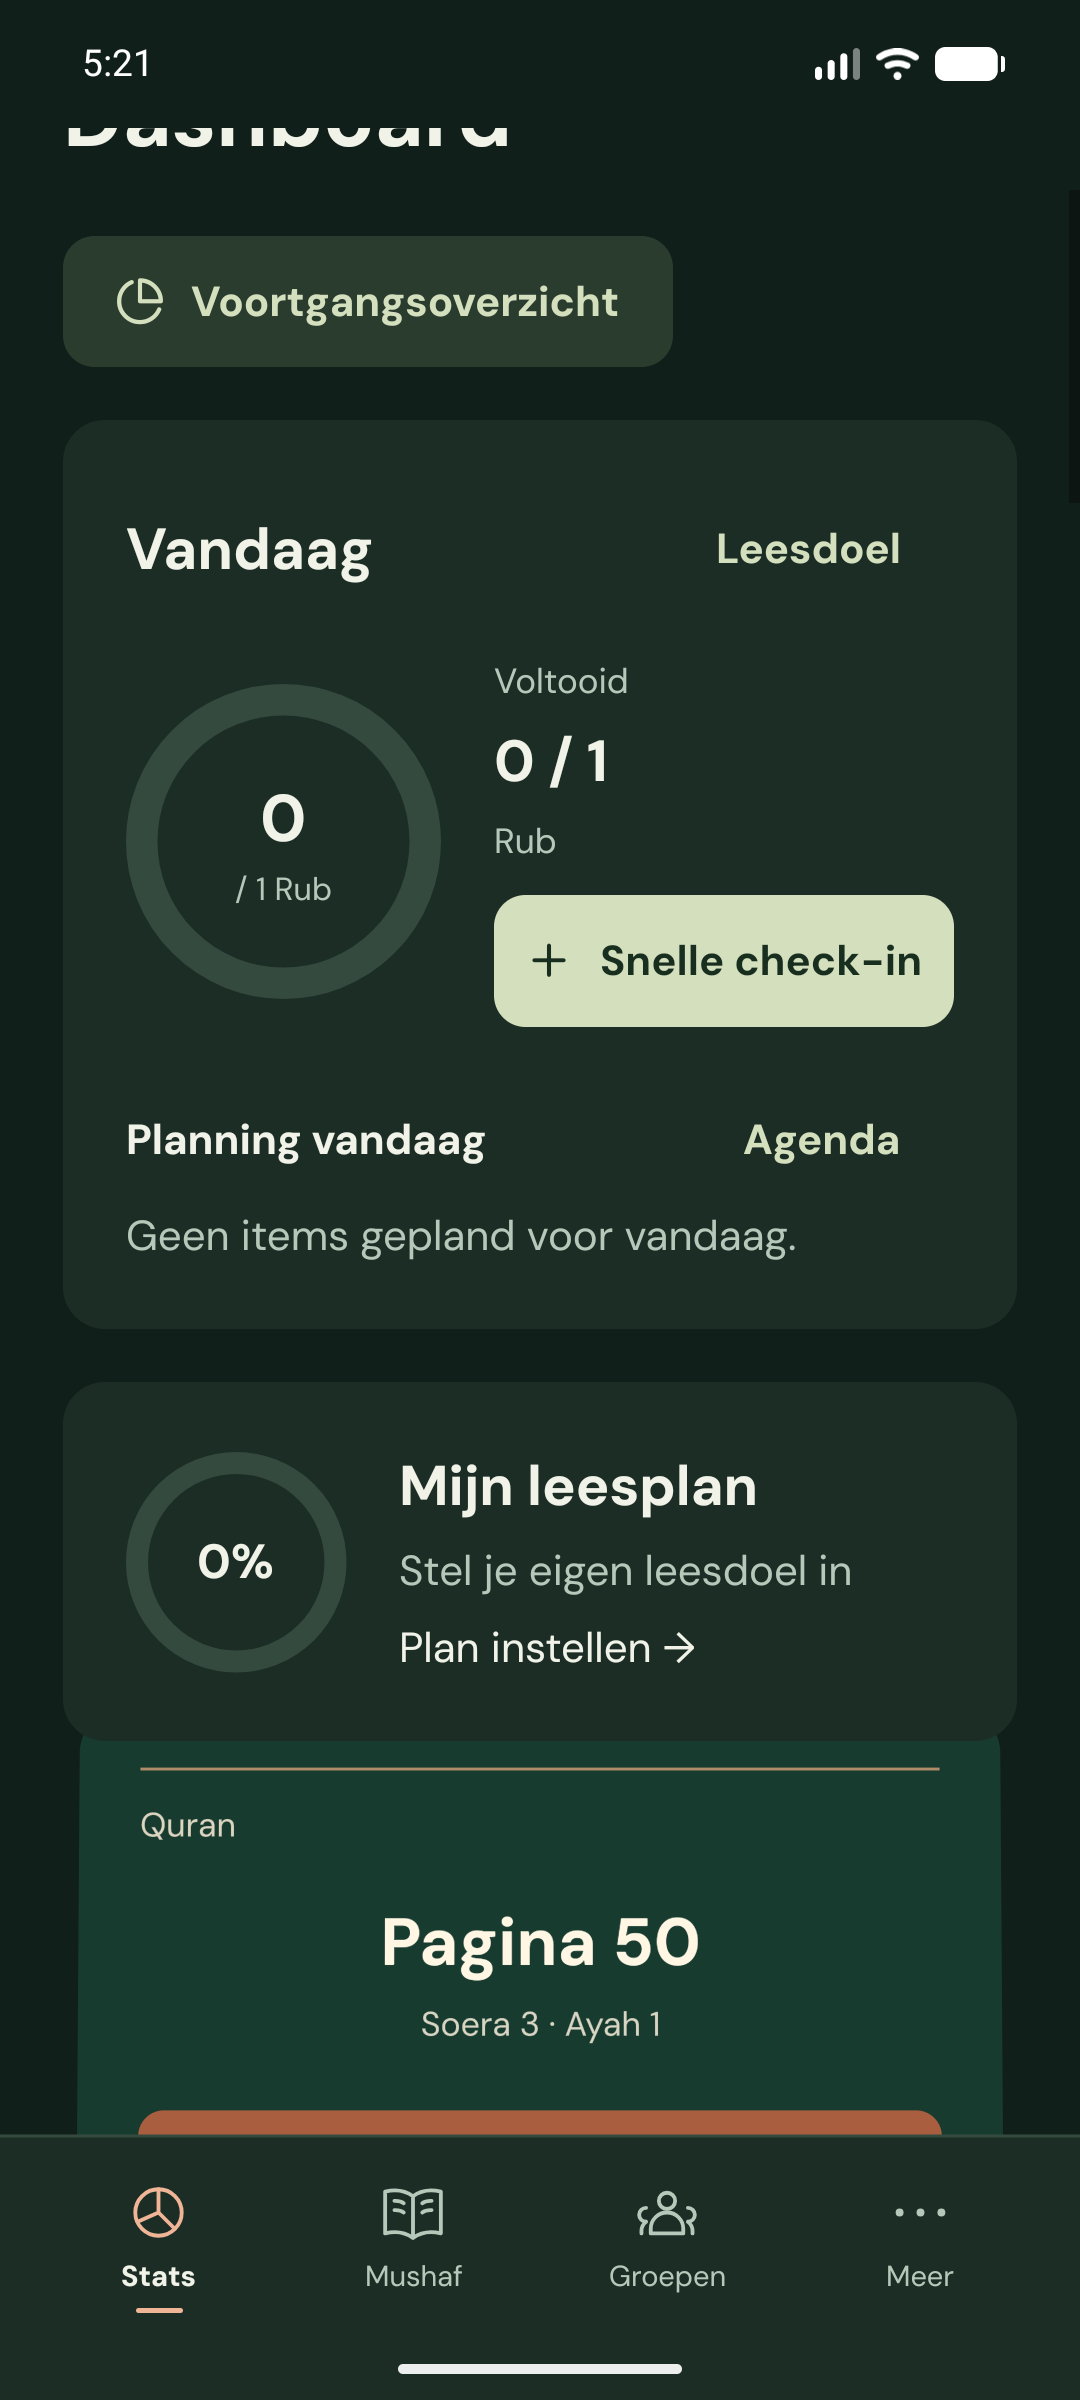 5:21
Dashboard
Voortgangsoverzicht
Vandaag
Leesdoel
Voltooid
0 / 1
Rub
0
/ 1 Rub
+ Snelle check-in
Planning vandaag
Agenda
Geen items gepland voor vandaag.
0%
Mijn leesplan
Stel je eigen leesdoel in
Plan instellen →
Quran
Pagina 50
Soera 3 · Ayah 1
Stats
Mushaf
Groepen
Meer